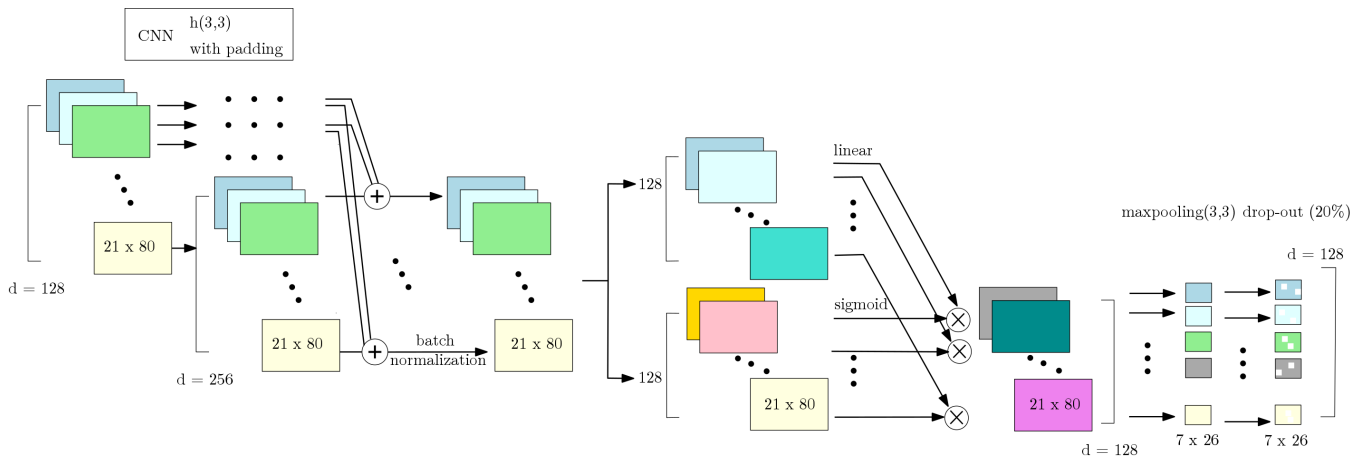 CNN h(3,3)
with padding
21 x 80
d = 128
21 x 80
d = 256
batch
normalization
21 x 80
128
128
linear
sigmoid
21 x 80
21 x 80
d = 128
maxpooling(3,3) drop-out (20%)
d = 128
7 x 26
7 x 26